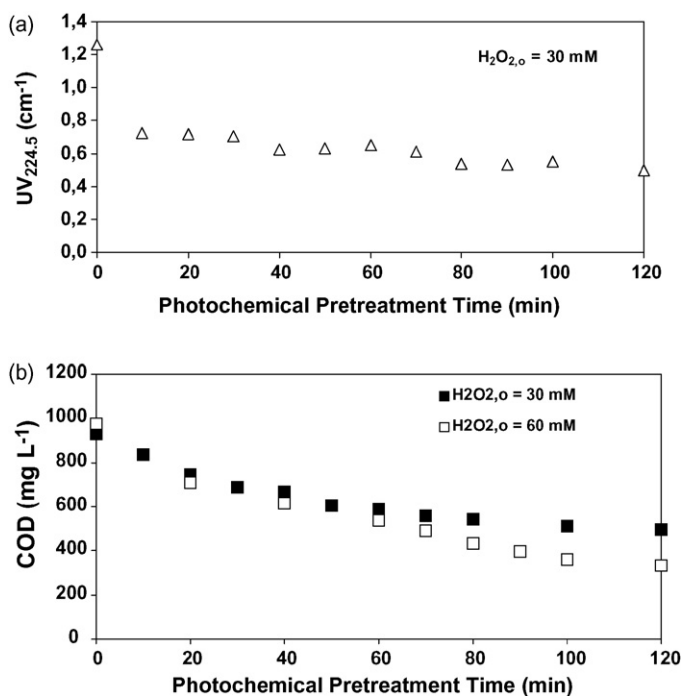 (a)
1,4
1,2
1,0
0,8
0,6
0,4
0,2
0,0
UV224.5 (cm-1)
H2O2,o = 30 mM
0 20 40 60 80 100 120
Photochemical Pretreatment Time (min)
(b)
1200
1000
800
600
400
200
0
COD (mg L-1)
H2O2,o = 30 mM
H2O2,o = 60 mM
0 20 40 60 80 100 120
Photochemical Pretreatment Time (min)